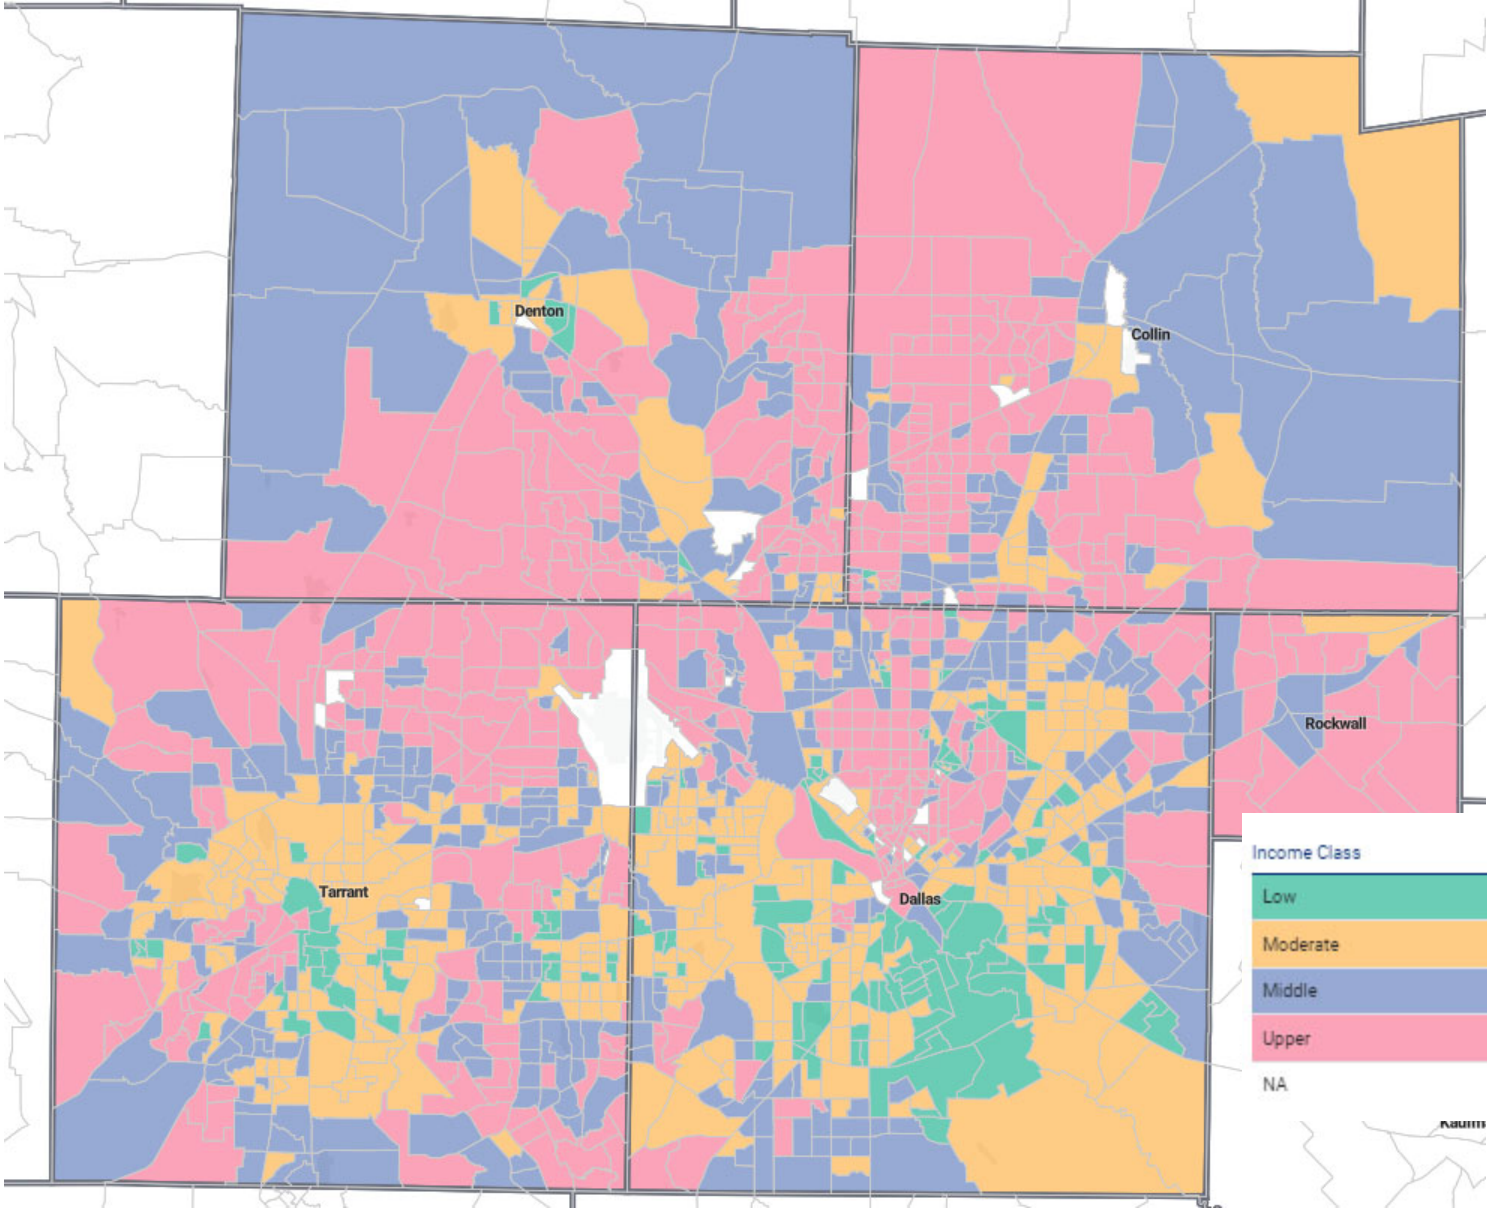 Denton
Collin
Rockwall
Tarrant
Dallas
Income Class
Low
Moderate
Middle
Upper
NA